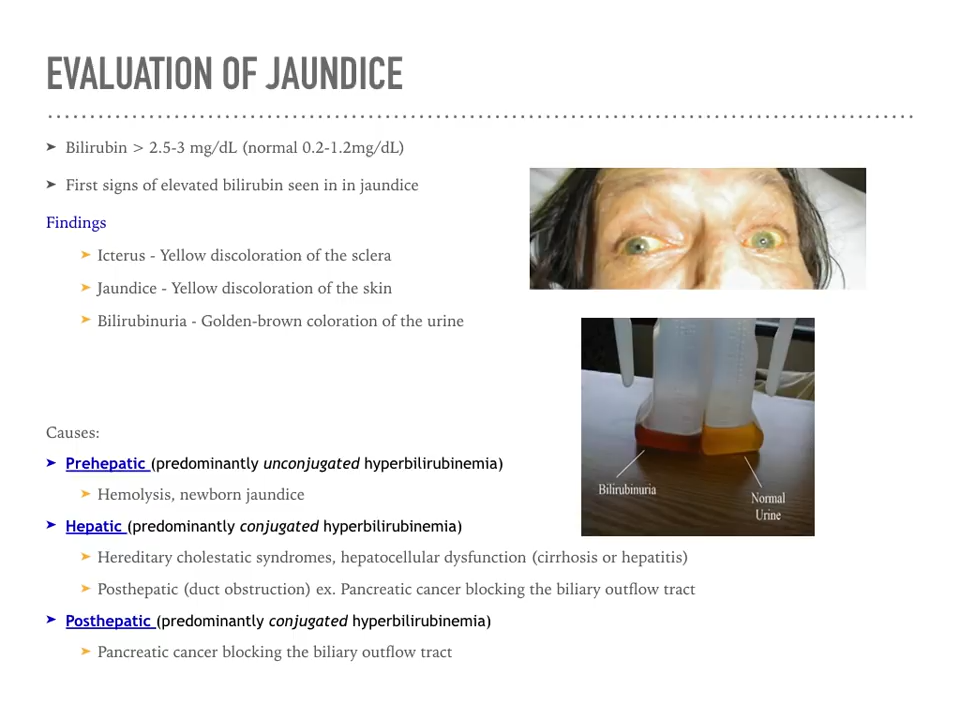 EVALUATION OF JAUNDICE
➤ Bilirubin > 2.5-3 mg/dL (normal 0.2-1.2mg/dL)
➤ First signs of elevated bilirubin seen in in jaundice
Findings
➤ Icterus - Yellow discoloration of the sclera
➤ Jaundice - Yellow discoloration of the skin
➤ Bilirubinuria - Golden-brown coloration of the urine
Bilirubinuria
Normal
Urine
Causes:
➤ Prehepatic (predominantly unconjugated hyperbilirubinemia)
➤ Hemolysis, newborn jaundice
➤ Hepatic (predominantly conjugated hyperbilirubinemia)
➤ Hereditary cholestatic syndromes, hepatocellular dysfunction (cirrhosis or hepatitis)
➤ Posthepatic (duct obstruction) ex. Pancreatic cancer blocking the biliary outflow tract
➤ Posthepatic (predominantly conjugated hyperbilirubinemia)
➤ Pancreatic cancer blocking the biliary outflow tract